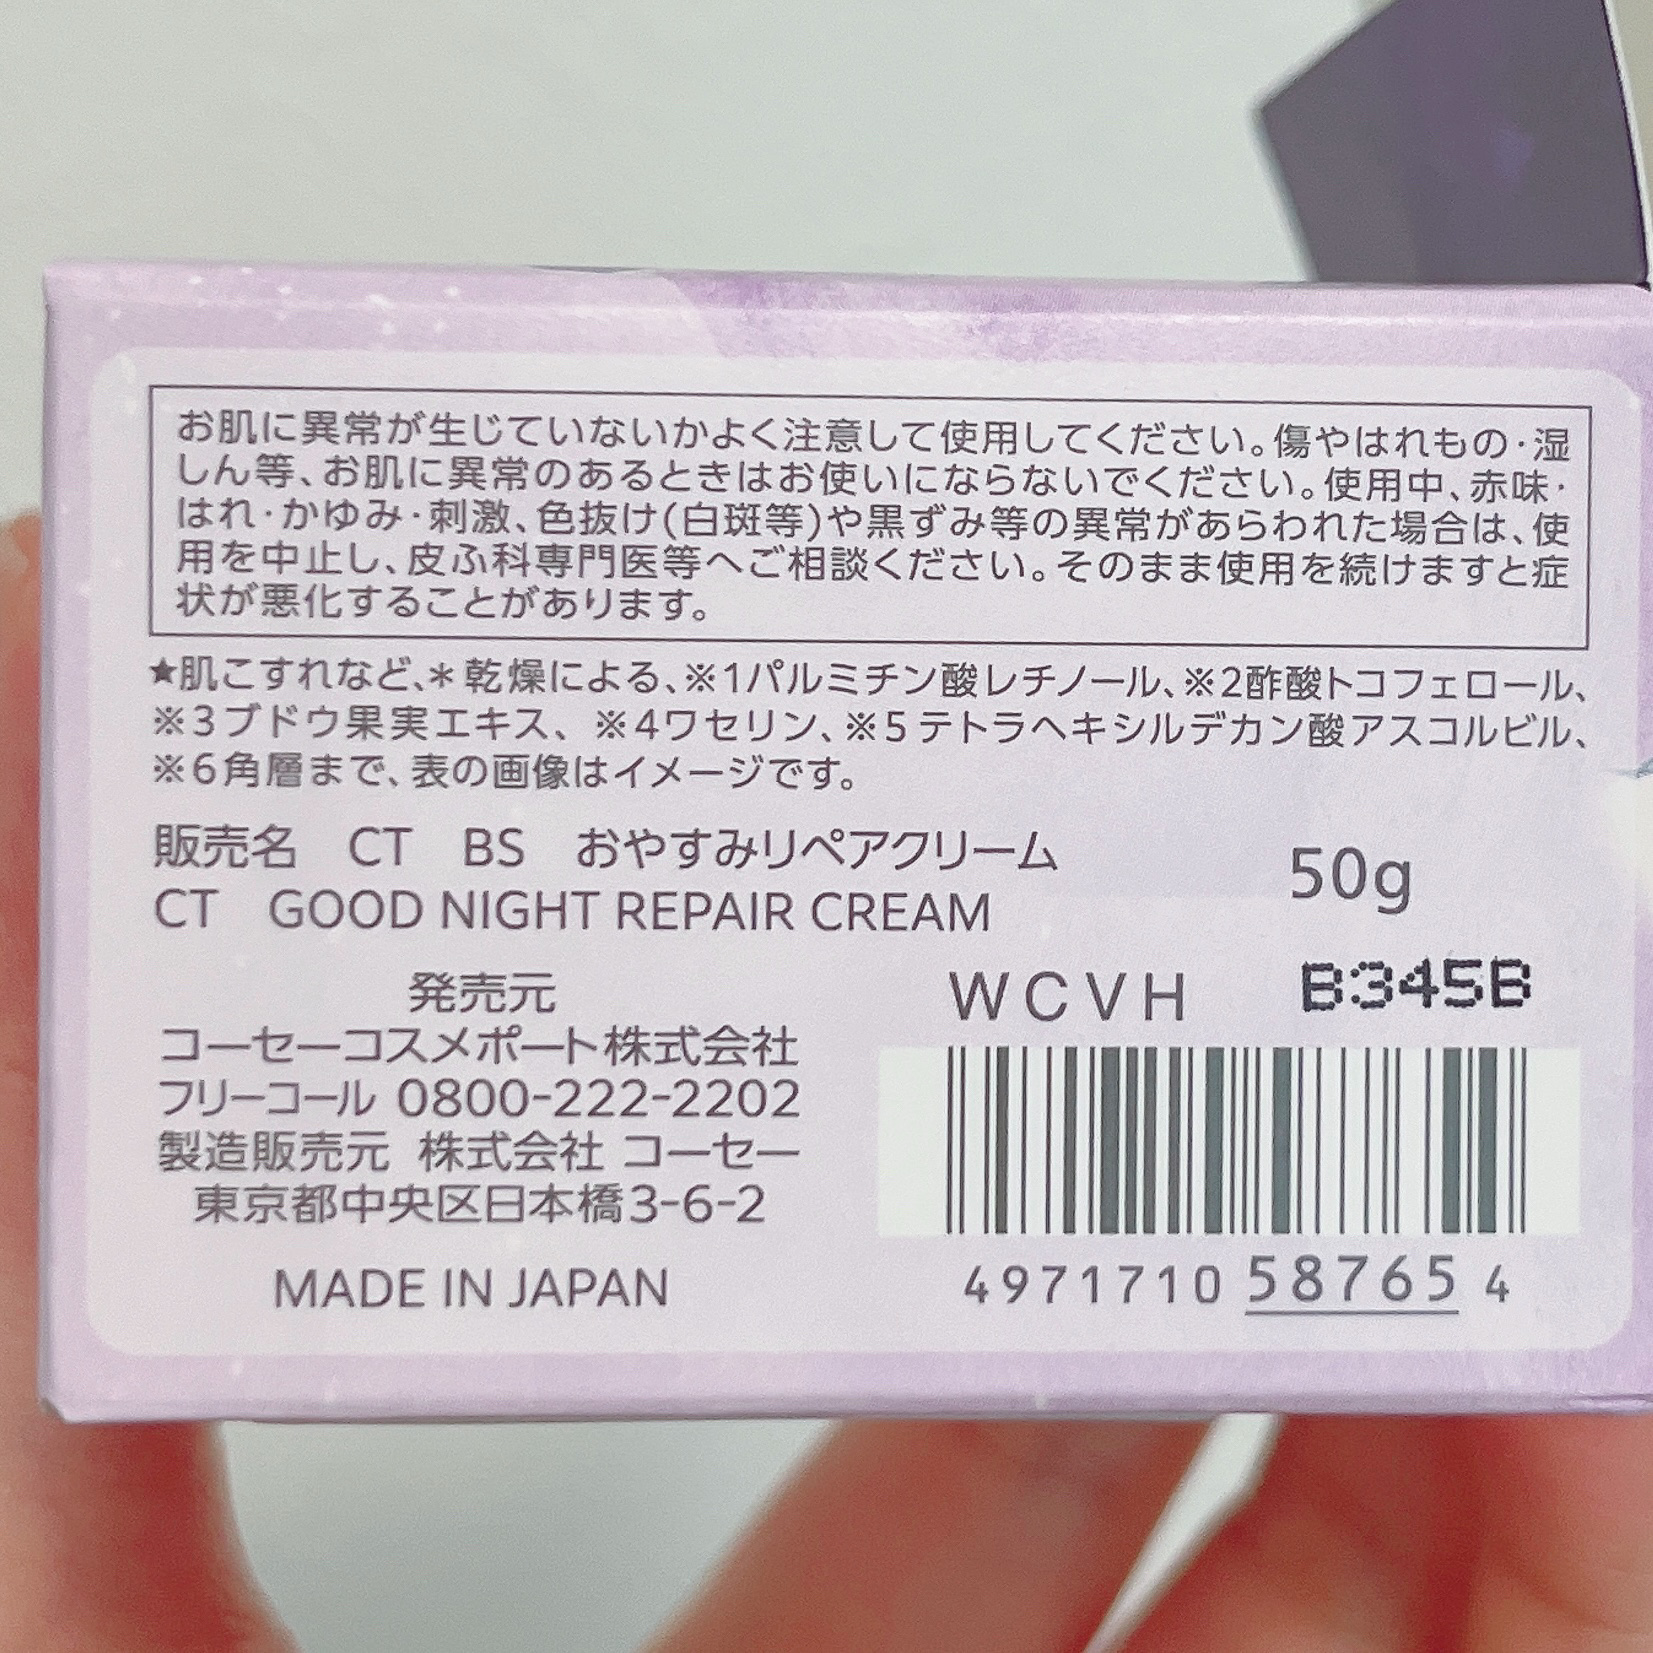 お肌に異常が生じていないかよく注意して使用してください。傷やはれもの・湿
しん等、お肌に異常のあるときはお使いにならないでください。使用中、赤味・
はれ・かゆみ・刺激、色抜け(白斑等)や黒ずみ等の異常があらわれた場合は、使
用を中止し、皮ふ科専門医等へご相談ください。そのまま使用を続けますと症
状が悪化することがあります。
★肌こすれなど、＊乾燥による、※1パルミチン酸レチノール、※2酢酸トコフェロール、
※3ブドウ果実エキス、※4ワセリン、※5テトラヘキシルデカン酸アスコルビル、
※6角層まで、表の画像はイメージです。
販売名 CT BS おやすみリペアクリーム
CT GOOD NIGHT REPAIR CREAM
50g
発売元
コーセーコスメポート株式会社
フリーコール 0800-222-2202
製造販売元 株式会社 コーセー
東京都中央区日本橋3-6-2
MADE IN JAPAN
WCVH B345B
4971710 58765 4